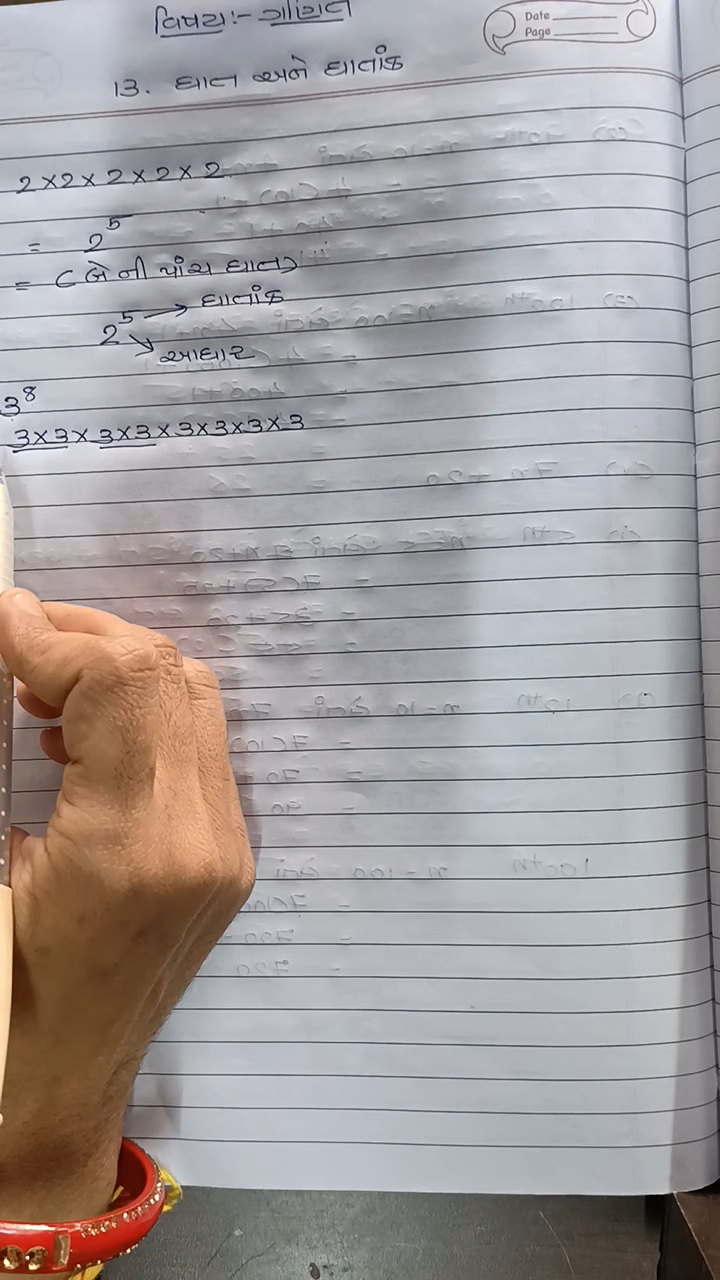 વિષય:- ગણિત
Date
Page
13. ઘાત અને ઘાતાંક
2 × 2 × 2 × 2 × 2
= 2⁵
= (બે ની પાંચ ઘાત)
2⁵ → ઘાતાંક
↘ આધાર
3⁸
3 × 3 × 3 × 3 × 3 × 3 × 3 × 3